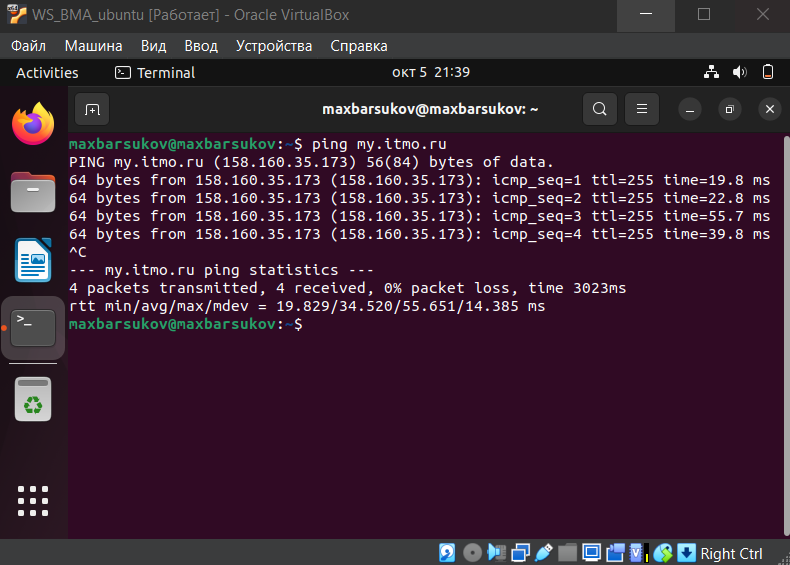 WS_BMA_ubuntu [Работает] - Oracle VirtualBox
Файл Машина Вид Ввод Устройства Справка
Activities Terminal окт 5 21:39
maxbarsukov@maxbarsukov: ~
maxbarsukov@maxbarsukov:~$ ping my.itmo.ru
PING my.itmo.ru (158.160.35.173) 56(84) bytes of data.
64 bytes from 158.160.35.173 (158.160.35.173): icmp_seq=1 ttl=255 time=19.8 ms
64 bytes from 158.160.35.173 (158.160.35.173): icmp_seq=2 ttl=255 time=22.8 ms
64 bytes from 158.160.35.173 (158.160.35.173): icmp_seq=3 ttl=255 time=55.7 ms
64 bytes from 158.160.35.173 (158.160.35.173): icmp_seq=4 ttl=255 time=39.8 ms
^C
--- my.itmo.ru ping statistics ---
4 packets transmitted, 4 received, 0% packet loss, time 3023ms
rtt min/avg/max/mdev = 19.829/34.520/55.651/14.385 ms
maxbarsukov@maxbarsukov:~$
Right Ctrl